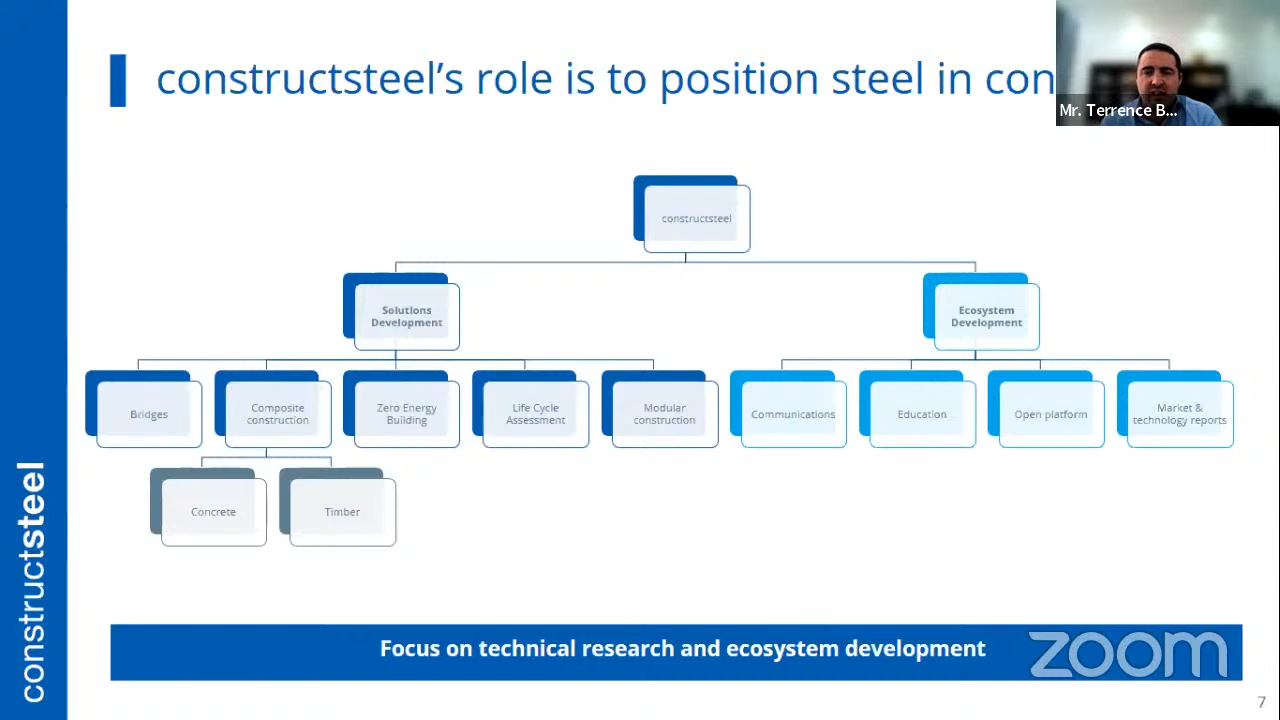 constructsteel's role is to position steel in con
Mr. Terrence B...
constructsteel
Solutions
Development
Ecosystem
Development
Bridges
Composite
construction
Zero Energy
Building
Life Cycle
Assessment
Modular
construction
Communications
Education
Open platform
Market &
technology reports
Concrete
Timber
constructsteel
Focus on technical research and ecosystem development
zoom
7